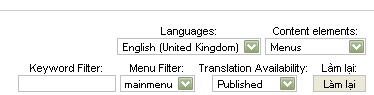 Languages: Content elements:
English (United Kingdom) Menus
Keyword Filter: Menu Filter: Translation Availability: Làm lại:
mainmenu Published Làm lại